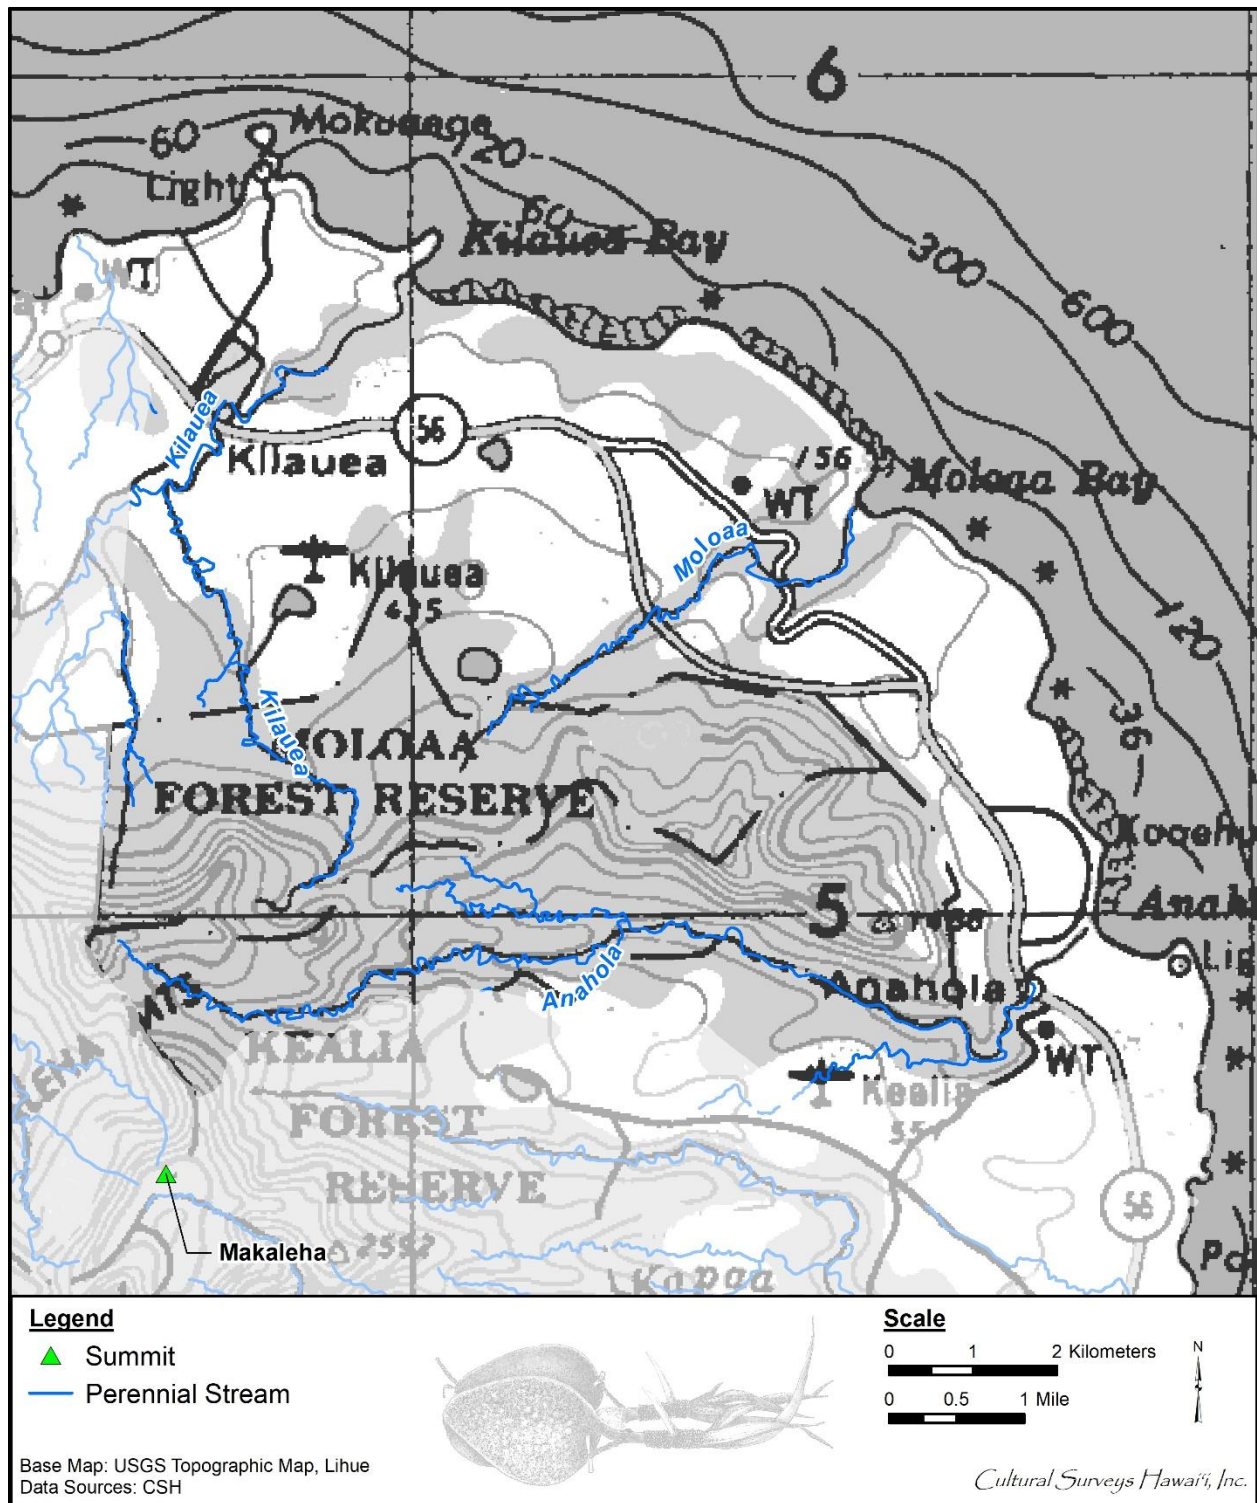 6
Mokuaeae
60
120
Light
60
Kilauea Bay
300
600
WT
Kilauea
56
Kilauea
156
Moloaa Bay
WT
Moloaa
Kilauea
120
36
Kilauea
MOLOAA
FOREST RESERVE
5
Anahola
Anahola
MTS
KEALIA
WT
Kealia
FOREST
RESERVE
56
Makaleha
2592
Kapaa
Legend
Summit
Perennial Stream
Scale
0 1 2 Kilometers
0 0.5 1 Mile
N
Base Map: USGS Topographic Map, Lihue
Data Sources: CSH
Cultural Surveys Hawai‘i, Inc.